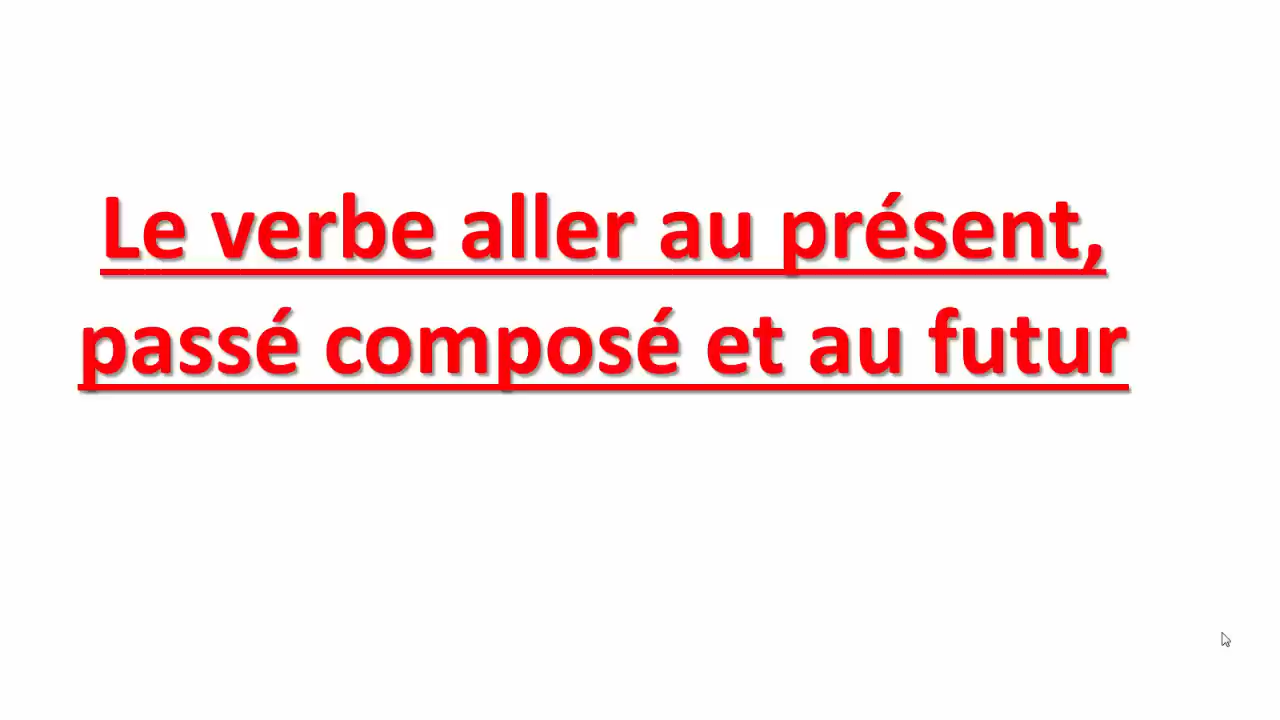 Le verbe aller au présent,
passé composé et au futur